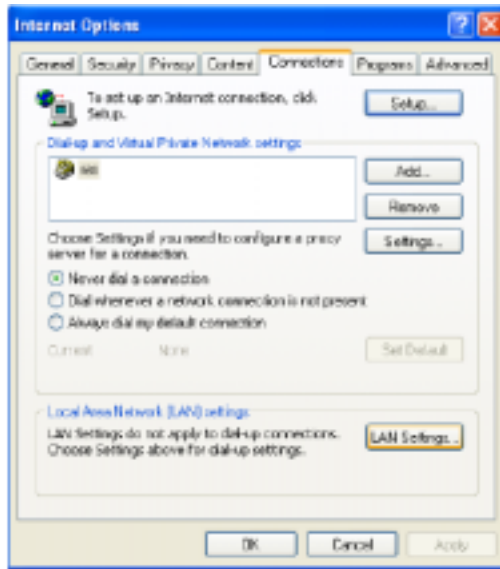 Internet Options
General Security Privacy Content Connections Programs Advanced
To set up an Internet connection, click
Setup.
Setup...
Dial-up and Virtual Private Network settings
Add...
Remove
Choose Settings if you need to configure a proxy
server for a connection.
Settings...
Never dial a connection
Dial whenever a network connection is not present
Always dial my default connection
Current None
Set Default
Local Area Network (LAN) settings
LAN Settings do not apply to dial-up connections.
Choose Settings above for dial-up settings.
LAN Settings...
OK Cancel Apply